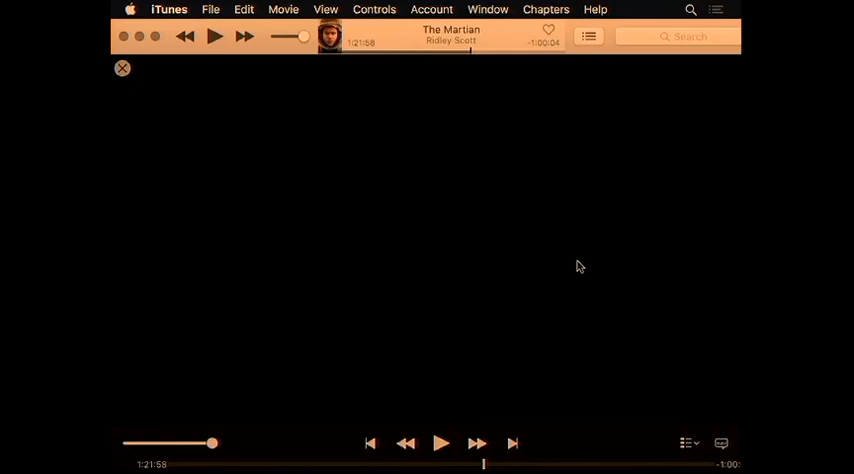 iTunes File Edit Movie View Controls Account Window Chapters Help
The Martian
Ridley Scott
1:21:58 -1:00:04
Search
1:21:58 -1:00: